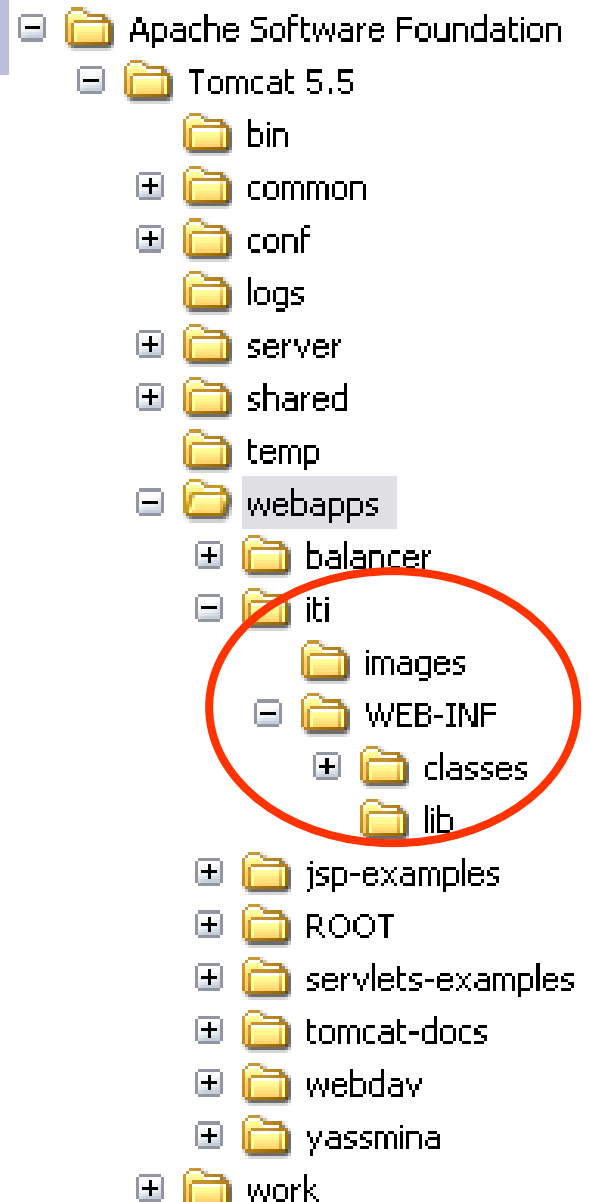 Apache Software Foundation
Tomcat 5.5
bin
common
conf
logs
server
shared
temp
webapps
balancer
iti
images
WEB-INF
classes
lib
jsp-examples
ROOT
servlets-examples
tomcat-docs
webdav
yassmina
work